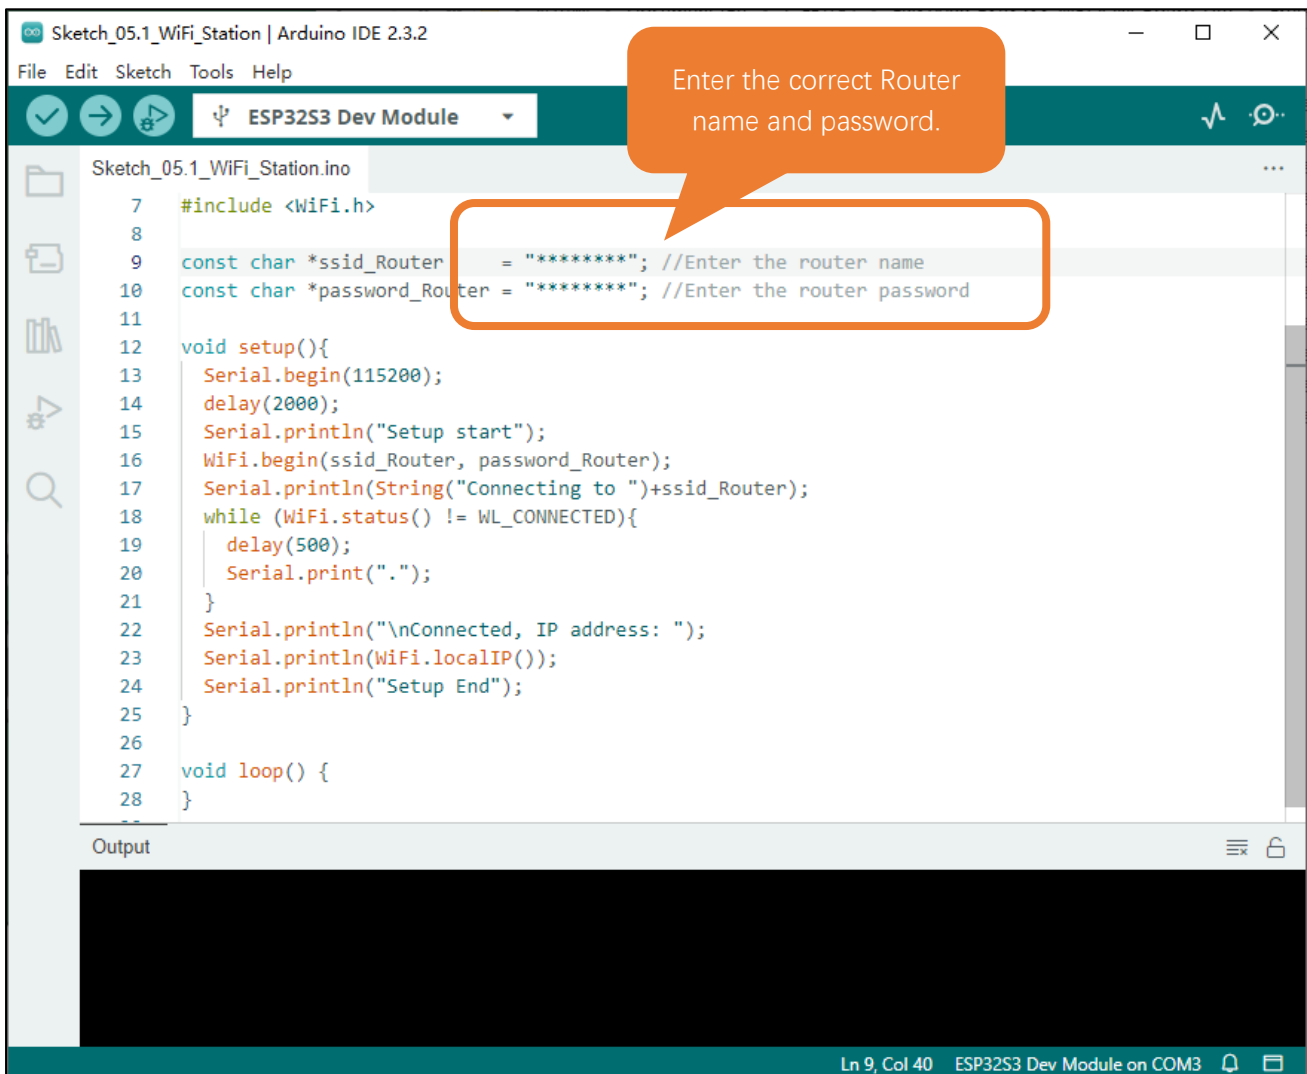 Sketch_05.1_WiFi_Station | Arduino IDE 2.3.2
File Edit Sketch Tools Help
Enter the correct Router
name and password.
ESP32S3 Dev Module
Sketch_05.1_WiFi_Station.ino
7 #include <WiFi.h>
8
9 const char *ssid_Router     = "********"; //Enter the router name
10 const char *password_Router = "********"; //Enter the router password
11
12 void setup(){
13   Serial.begin(115200);
14   delay(2000);
15   Serial.println("Setup start");
16   WiFi.begin(ssid_Router, password_Router);
17   Serial.println(String("Connecting to ")+ssid_Router);
18   while (WiFi.status() != WL_CONNECTED){
19     delay(500);
20     Serial.print(".");
21   }
22   Serial.println("\nConnected, IP address: ");
23   Serial.println(WiFi.localIP());
24   Serial.println("Setup End");
25 }
26
27 void loop() {
28 }
Output
Ln 9, Col 40 ESP32S3 Dev Module on COM3